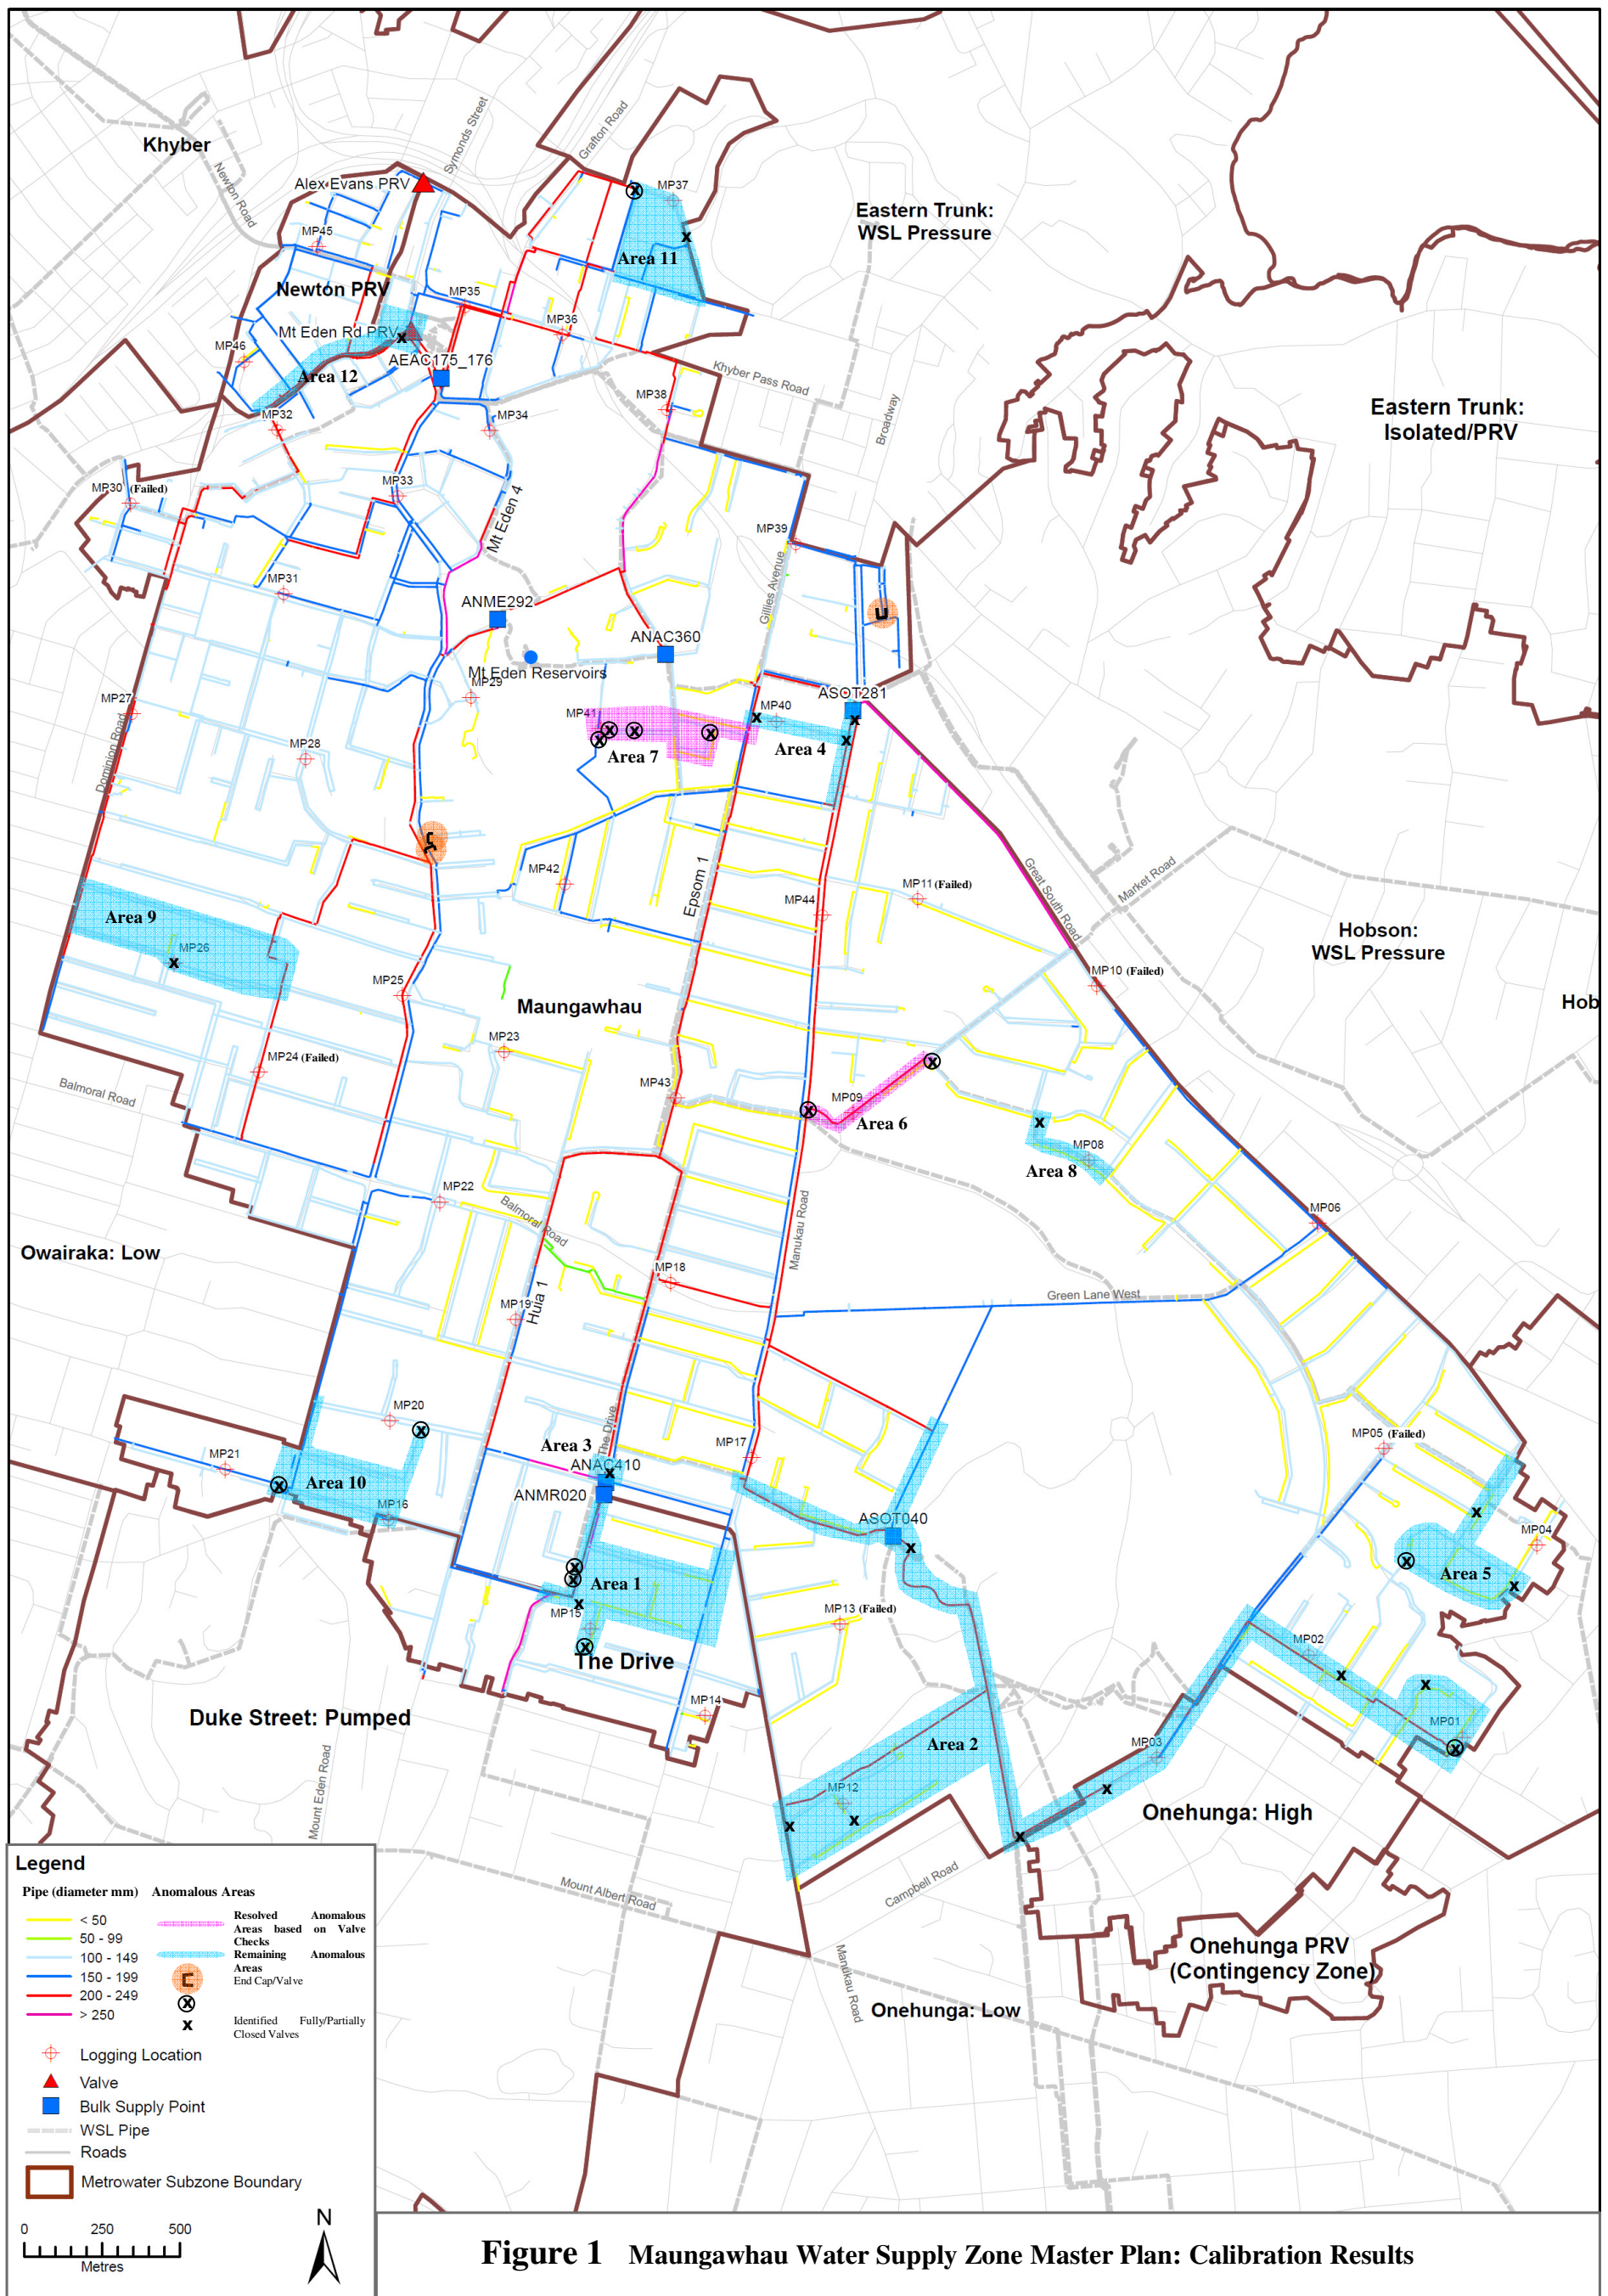 Khyber
Symonds Street
Grafton Road
Newton Road
Alex Evans PRV
MP37
Eastern Trunk:
WSL Pressure
MP45
Area 11
Newton PRV
MP35
MP36
Mt Eden Rd PRV
MP46
AEAC175_176
Area 12
Khyber Pass Road
MP38
Broadway
Eastern Trunk:
Isolated/PRV
MP32
MP34
MP33
MP30 (Failed)
Mt Eden 4
MP39
Gillies Avenue
MP31
ANME292
ANAC360
Mt Eden Reservoirs
MP29
ASOT281
MP27
MP41
MP40
Dominion Road
MP28
Area 7
Area 4
Great South Road
Market Road
MP42
Epsom 1
MP44
MP11 (Failed)
Area 9
MP26
Hobson:
WSL Pressure
MP10 (Failed)
MP25
Maungawhau
Hob
MP23
MP24 (Failed)
MP43
MP09
Balmoral Road
Area 6
MP08
Area 8
MP22
Balmoral Road
Manukau Road
MP06
Owairaka: Low
MP18
Huia 1
MP19
Green Lane West
MP20
The Drive
MP17
MP05 (Failed)
Area 3
MP21
ANAC410
Area 10
ANMR020
MP16
ASOT040
MP04
Area 5
Area 1
MP15
MP13 (Failed)
MP02
The Drive
MP14
Duke Street: Pumped
MP01
Area 2
MP03
Mount Eden Road
MP12
Onehunga: High
Campbell Road
Mount Albert Road
Manukau Road
Onehunga PRV
(Contingency Zone)
Onehunga: Low
Legend
Pipe (diameter mm) Anomalous Areas
< 50
50 - 99
100 - 149
150 - 199
200 - 249
> 250
Resolved Anomalous
Areas based on Valve
Checks
Remaining Anomalous
Areas
End Cap/Valve
Identified Fully/Partially
Closed Valves
Logging Location
Valve
Bulk Supply Point
WSL Pipe
Roads
Metrowater Subzone Boundary
0 250 500
Metres
N
Figure 1 Maungawhau Water Supply Zone Master Plan: Calibration Results